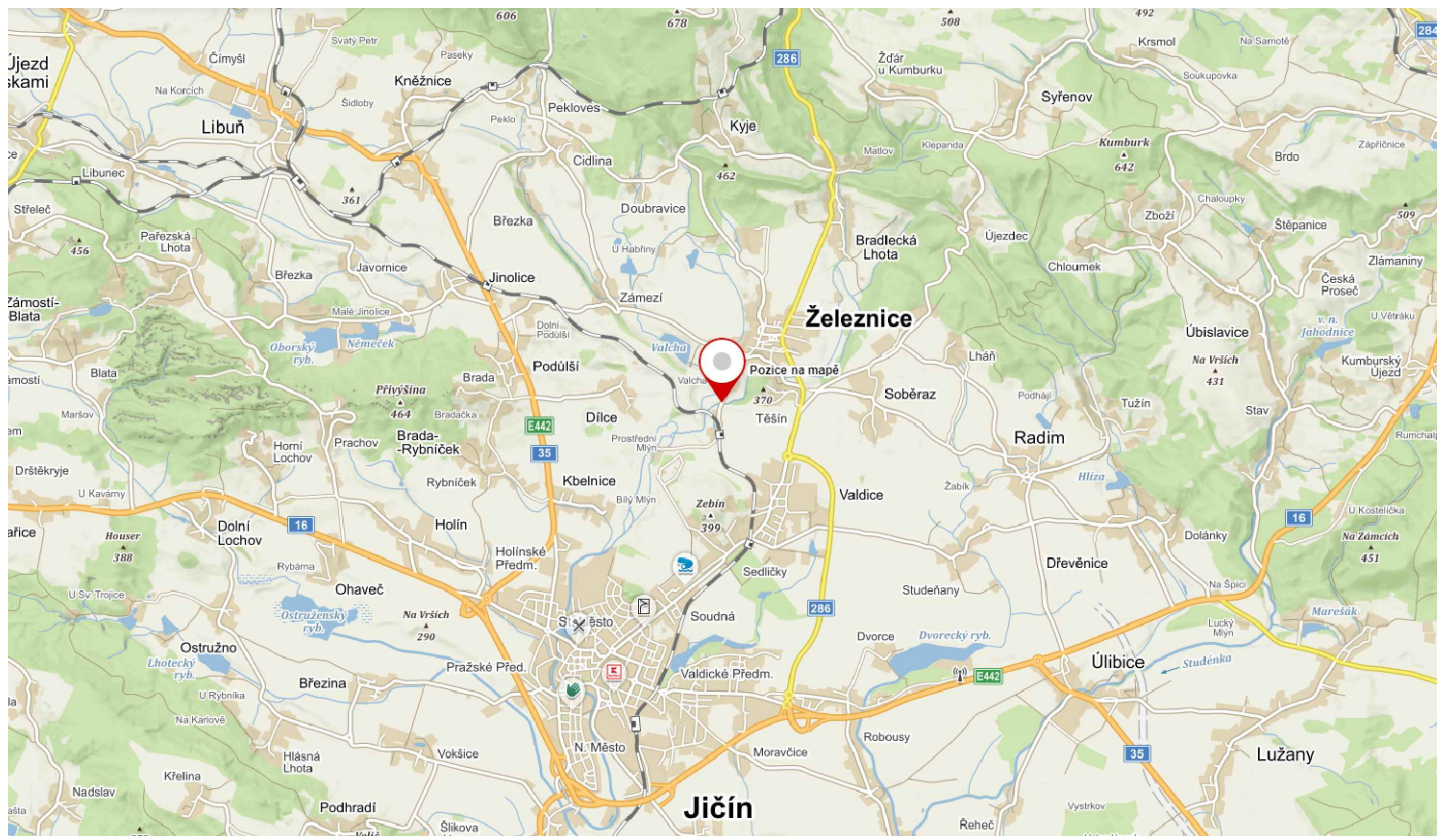 606
678
508
492
284
Svatý Petr
Čímyšl
Paseky
Kněžnice
286
Žďár
u Kumburku
Krsmol
Na Samotě
Újezd
skami
Na Korcích
Šidloby
Pekloves
Syřenov
Soukupovka
Libuň
Peklo
Kyje
Kumburk
642
Zápřičnice
Libunec
Cidlina
Matlov
Klepanda
Brdo
462
361
Střeleč
Doubravice
Zboží
Chaloupky
509
Březka
Štěpanice
456
Pařezská
Lhota
U Habřiny
Bradlecká
Lhota
Újezdec
Zlámaniny
Březka
Javornice
Jinolice
Chloumek
Česká
Proseč
Zámostí-
Blata
Malé Jinolice
Zámezí
Železnice
v. n.
Jahodnice
U Větráku
Dolní
Podůlší
Úbislavice
Oborský
ryb.
Němeček
Valcha
Lháň
Na Vrších
431
Kumburský
Újezd
Blata
Podůlší
Pozice na mapě
Přivýšina
464
Brada
Valcha
370
Soběraz
Podhájí
Tužín
Maršov
Bradačka
Dílce
Těšín
Stav
E442
Prachov
Brada-
-Rybníček
Prostřední
Mlýn
Radim
Horní
Lochov
35
Drštěkryje
Rybníček
Kbelnice
Žabík
Hlíza
U Kavárny
Bílý Mlýn
Zebín
399
Valdice
U Kostelíčka
16
Dolní
Lochov
16
Holín
Na Zámcích
451
Houser
388
Holínské
Předm.
Dolánky
Rybárna
Sedličky
Dřevěnice
Ohaveč
Studeňany
Na Špici
U Sv. Trojice
Na Vrších
290
286
Ostruženský
ryb.
Soudná
Marešák
Lucký
Mlýn
Dvorce
Dvorecký ryb.
Ostružno
Pražské Před.
Valdické Předm.
Úlibice
Studénka
Lhotecký
ryb.
Březina
E442
U Rybníka
Na Karlově
Robousy
N. Město
Moravčice
35
Hlásná
Lhota
Vokšice
Lužany
Křelina
Nadslav
Podhradí
Jičín
Vystrkov
Šlikova
Řeheč